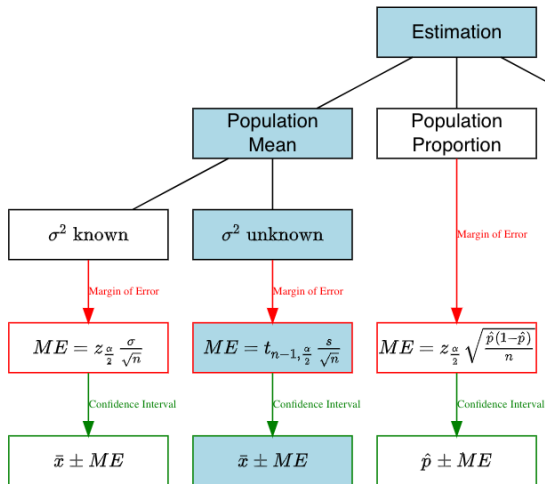 Estimation
Population
Mean
Population
Proportion
σ² known
σ² unknown
Margin of Error
Margin of Error
Margin of Error
ME = z_{α/2} σ/√n
ME = t_{n−1, α/2} s/√n
ME = z_{α/2} √(p̂(1−p̂)/n)
Confidence Interval
Confidence Interval
Confidence Interval
x̄ ± ME
x̄ ± ME
p̂ ± ME